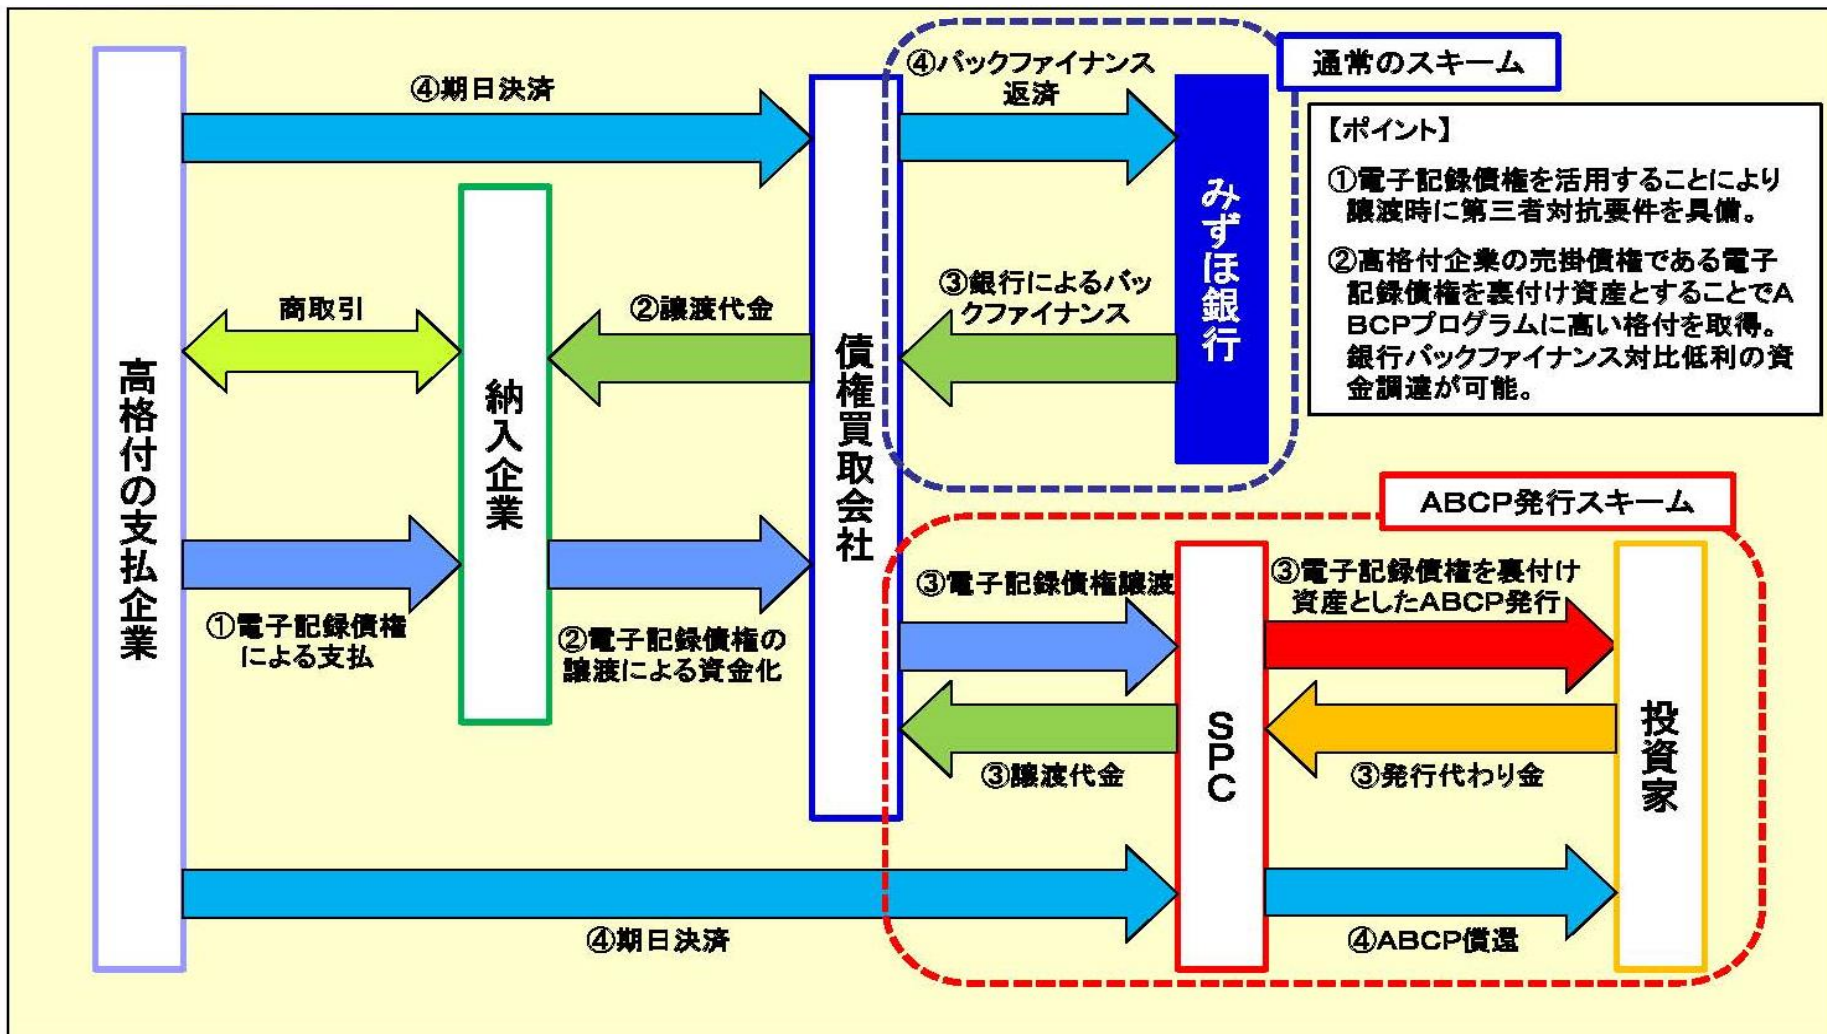 ④期日決済
④バックファイナンス
返済
通常のスキーム
【ポイント】
①電子記録債権を活用することにより
譲渡時に第三者対抗要件を具備。
②高格付企業の売掛債権である電子
記録債権を裏付け資産とすることでA
BCPプログラムに高い格付を取得。
銀行バックファイナンス対比低利の資
金調達が可能。
みずほ銀行
商取引
②譲渡代金
③銀行によるバッ
クファイナンス
高格付の支払企業
納入企業
債権買取会社
ABCP発行スキーム
①電子記録債権
による支払
②電子記録債権の
譲渡による資金化
③電子記録債権譲渡
③電子記録債権を裏付け
資産としたABCP発行
SPC
投資家
③譲渡代金
③発行代わり金
④期日決済
④ABCP償還